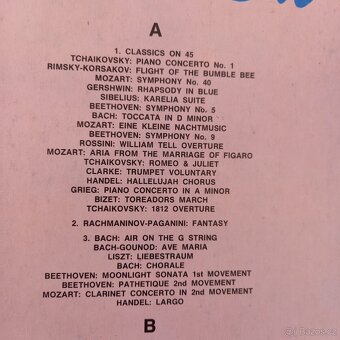 A
1. CLASSICS ON 45
TCHAIKOVSKY: PIANO CONCERTO No. 1
RIMSKY-KORSAKOV: FLIGHT OF THE BUMBLE BEE
MOZART: SYMPHONY No. 40
GERSHWIN: RHAPSODY IN BLUE
SIBELIUS: KARELIA SUITE
BEETHOVEN: SYMPHONY No. 5
BACH: TOCCATA IN D MINOR
MOZART: EINE KLEINE NACHTMUSIC
BEETHOVEN: SYMPHONY No. 9
ROSSINI: WILLIAM TELL OVERTURE
MOZART: ARIA FROM THE MARRIAGE OF FIGARO
TCHAIKOVSKY: ROMEO & JULIET
CLARKE: TRUMPET VOLUNTARY
HANDEL: HALLELUJAH CHORUS
GRIEG: PIANO CONCERTO IN A MINOR
BIZET: TOREADORS MARCH
TCHAIKOVSKY: 1812 OVERTURE
2. RACHMANINOV-PAGANINI: FANTASY
3. BACH: AIR ON THE G STRING
BACH-GOUNOD: AVE MARIA
LISZT: LIEBESTRAUM
BACH: CHORALE
BEETHOVEN: MOONLIGHT SONATA 1st MOVEMENT
BEETHOVEN: PATHETIQUE 2nd MOVEMENT
MOZART: CLARINET CONCERTO IN 2nd MOVEMENT
HANDEL: LARGO
B